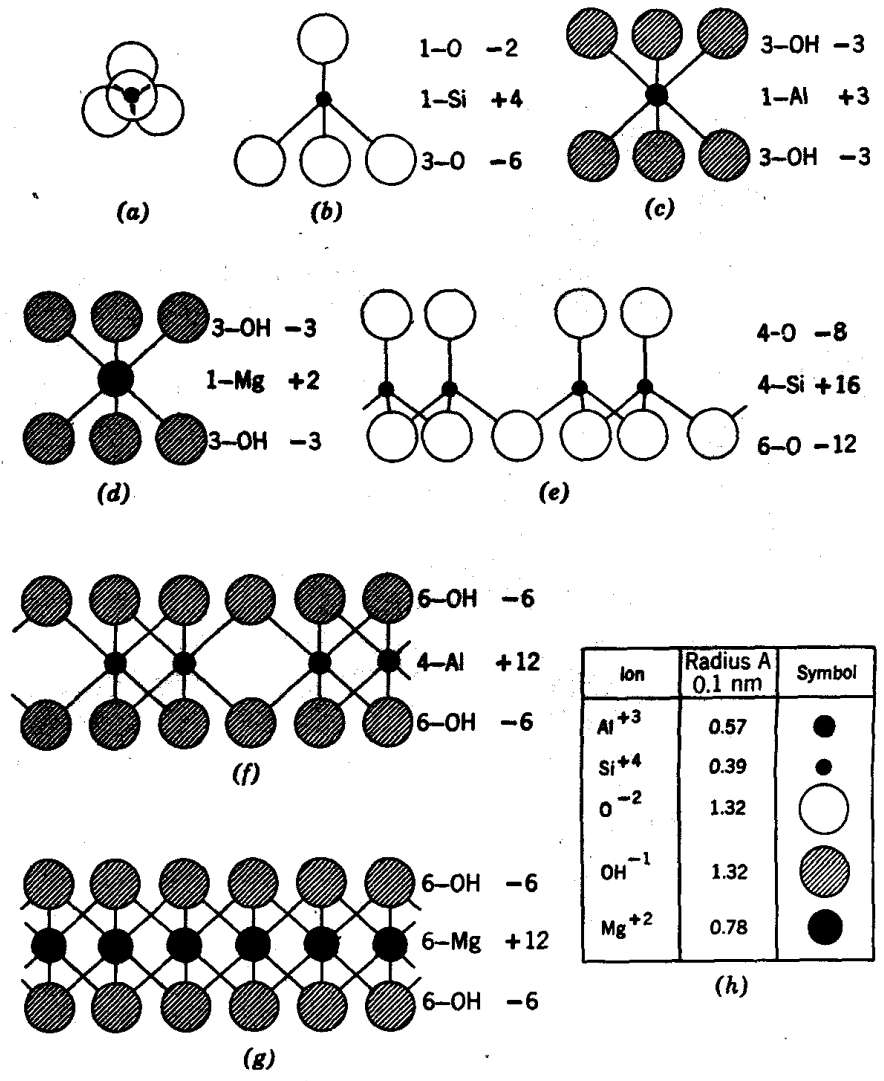 1–O −2
1–Si +4
3–O −6
3–OH −3
1–Al +3
3–OH −3
(a)
(b)
(c)
3–OH −3
1–Mg +2
3–OH −3
(d)
4-O −8
4–Si +16
6–O −12
(e)
6–OH −6
4–Al +12
6–OH −6
(f)
6–OH −6
6–Mg +12
6–OH −6
(g)
Ion Radius A Symbol
0.1 nm
Al+3 0.57
Si+4 0.39
O−2 1.32
OH−1 1.32
Mg+2 0.78
(h)